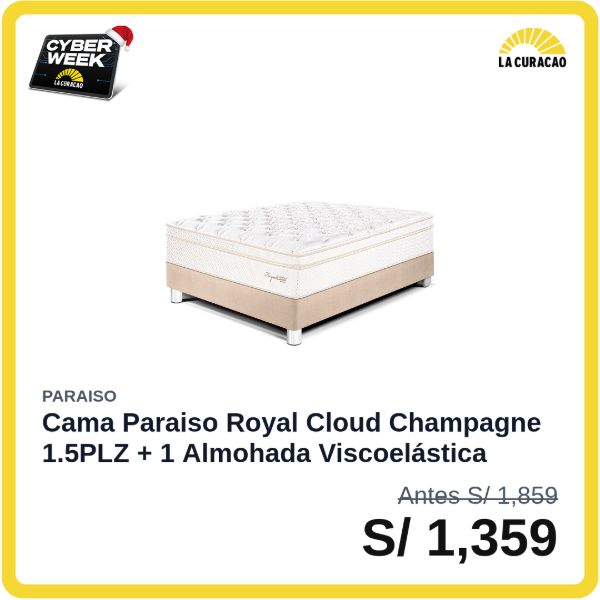 CYBER
WEEK
LA CURACAO
LA CURACAO
PARAISO
Cama Paraiso Royal Cloud Champagne
1.5PLZ + 1 Almohada Viscoelástica
Antes S/ 1,859
S/ 1,359